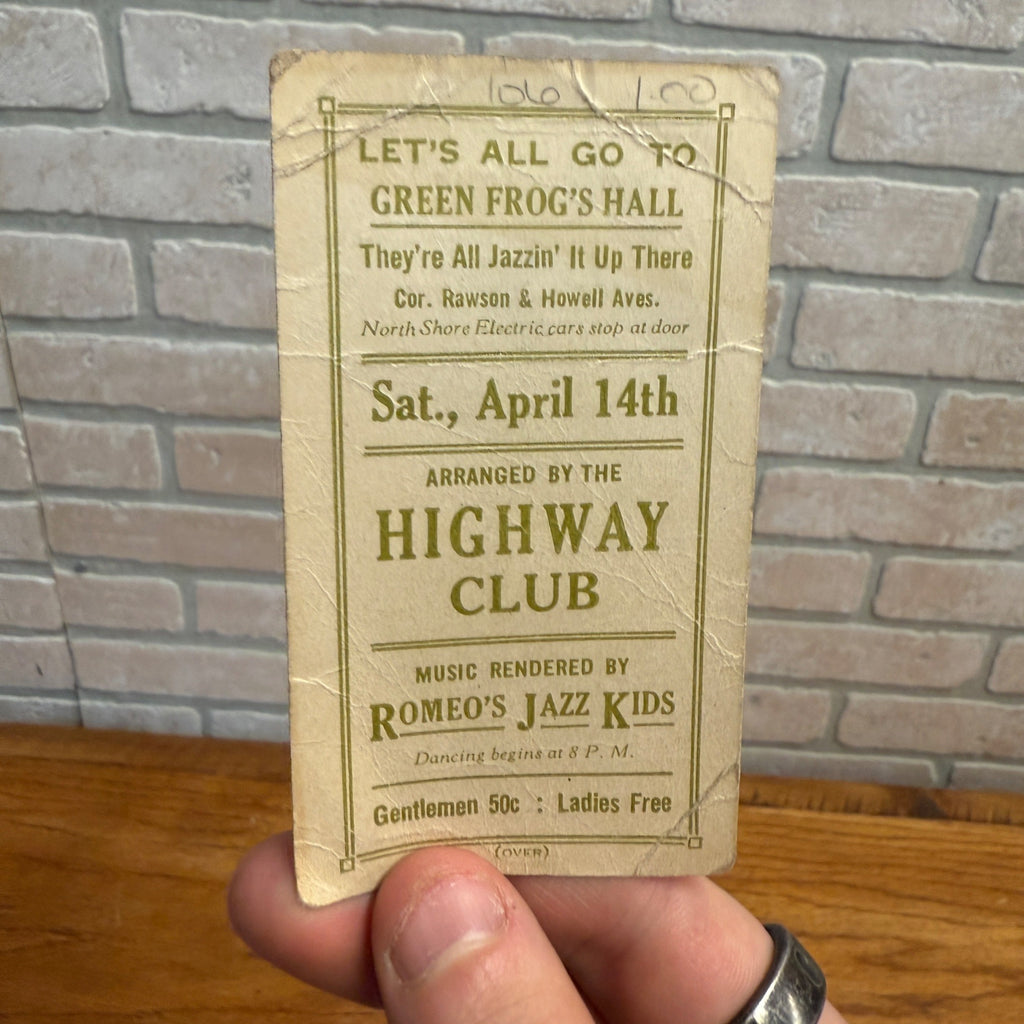 106 1.00
LET'S ALL GO TO
GREEN FROG'S HALL
They're All Jazzin' It Up There
Cor. Rawson & Howell Aves.
North Shore Electric cars stop at door
Sat., April 14th
ARRANGED BY THE
HIGHWAY
CLUB
MUSIC RENDERED BY
ROMEO'S JAZZ KIDS
Dancing begins at 8 P. M.
Gentlemen 50c : Ladies Free
(OVER)